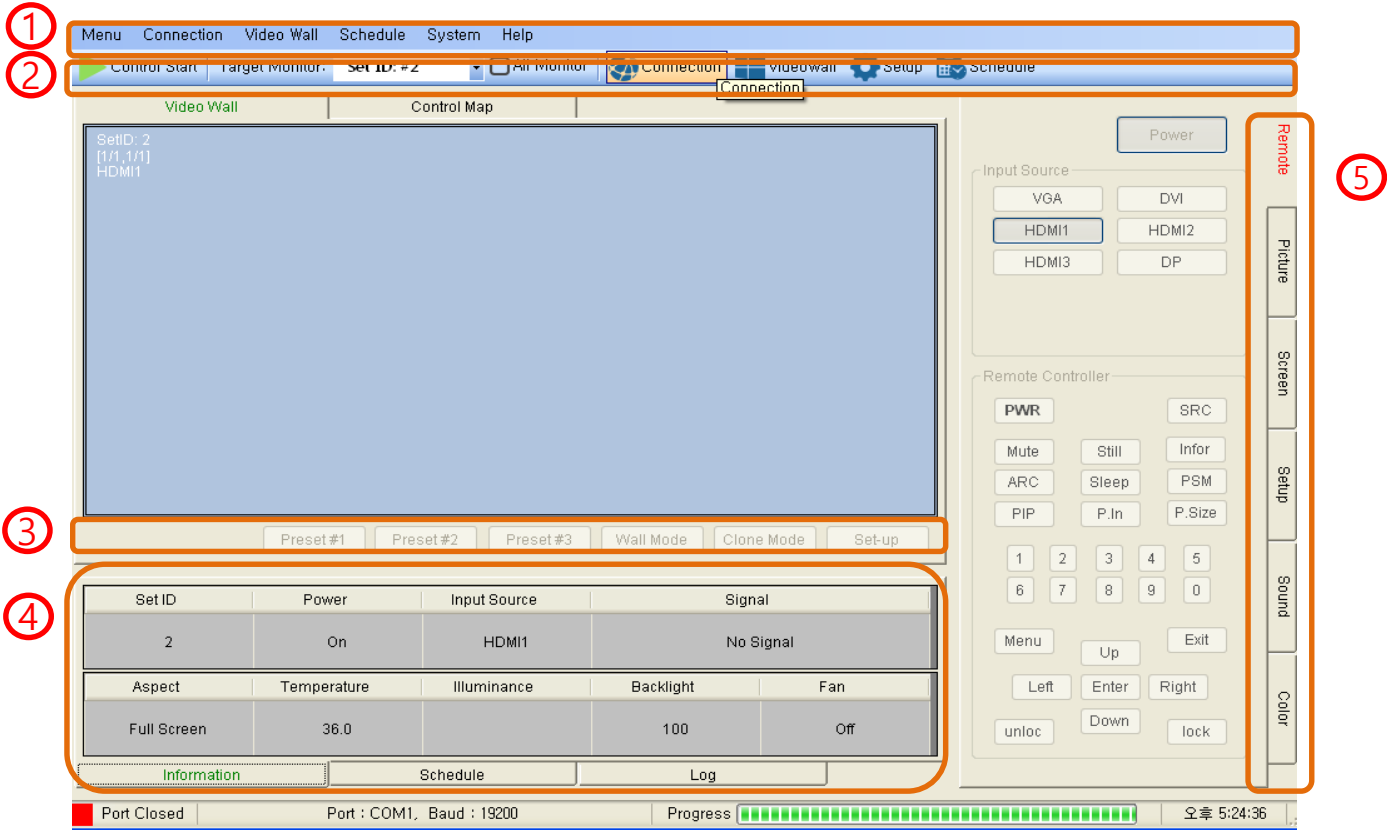 1
Menu Connection Video Wall Schedule System Help
2
Control Start Target Monitor: Set ID: #2 All Monitor Connection Videowall Setup Schedule
Connection
Video Wall Control Map
SetID: 2
[1/1,1/1]
HDMI1
Power
Input Source
VGA DVI
HDMI1 HDMI2
HDMI3 DP
Remote Controller
PWR SRC
Mute Still Infor
ARC Sleep PSM
PIP P.In P.Size
1 2 3 4 5
6 7 8 9 0
Menu Up Exit
Left Enter Right
unloc Down lock
Remote
Picture
Screen
Setup
Sound
Color
5
3
Preset #1 Preset #2 Preset #3 Wall Mode Clone Mode Set-up
4
Set ID Power Input Source Signal
2 On HDMI1 No Signal
Aspect Temperature Illuminance Backlight Fan
Full Screen 36.0 100 Off
Information Schedule Log
Port Closed Port : COM1, Baud : 19200 Progress 오후 5:24:36